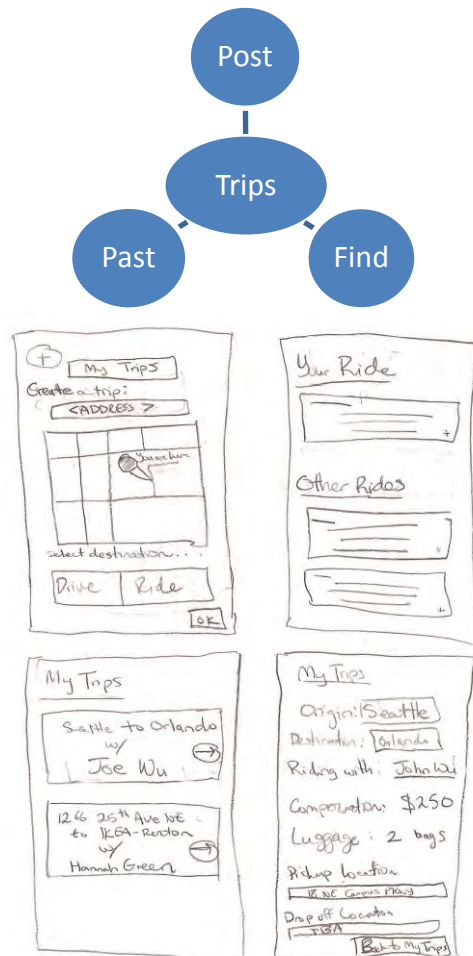 Post
Trips
Past
Find
+
My Trips
Create a trip:
<ADDRESS>
You are here
select destination...
Drive Ride
OK
Your Ride
+
Other Rides
+
+
My Trips
Seattle to Orlando
w/
Joe Wu
1266 25th Ave NE
to IKEA-Renton
w/
Hannah Green
My Trips
Origin: Seattle
Destination: Orlando
Riding with: John Wu
Compensation: $250
Luggage: 2 bags
Pickup Location
NE Campus
Drop off Location
Back to My Trips